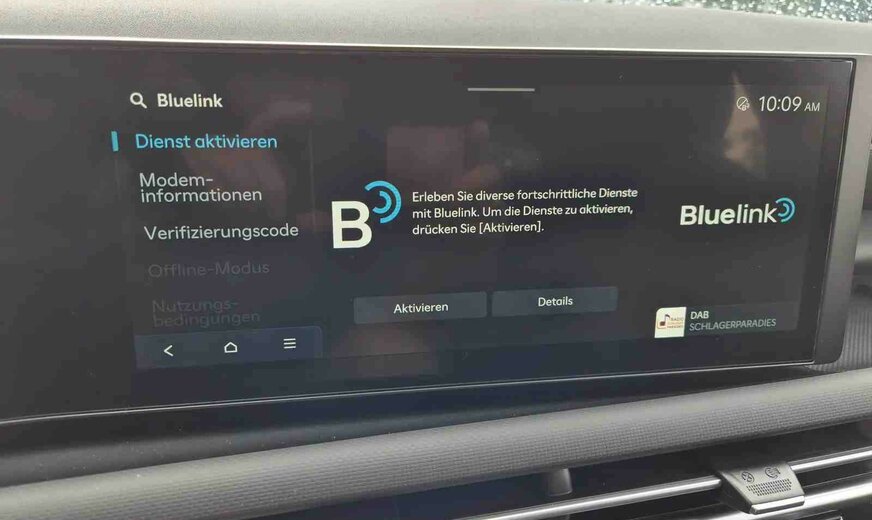 Bluelink
10:09 AM
Dienst aktivieren
Modem-
informationen
Verifizierungscode
Offline-Modus
Nutzungs-
bedingungen
B
Erleben Sie diverse fortschrittliche Dienste
mit Bluelink. Um die Dienste zu aktivieren,
drücken Sie [Aktivieren].
Aktivieren
Details
Bluelink
DAB
SCHLAGERPARADIES